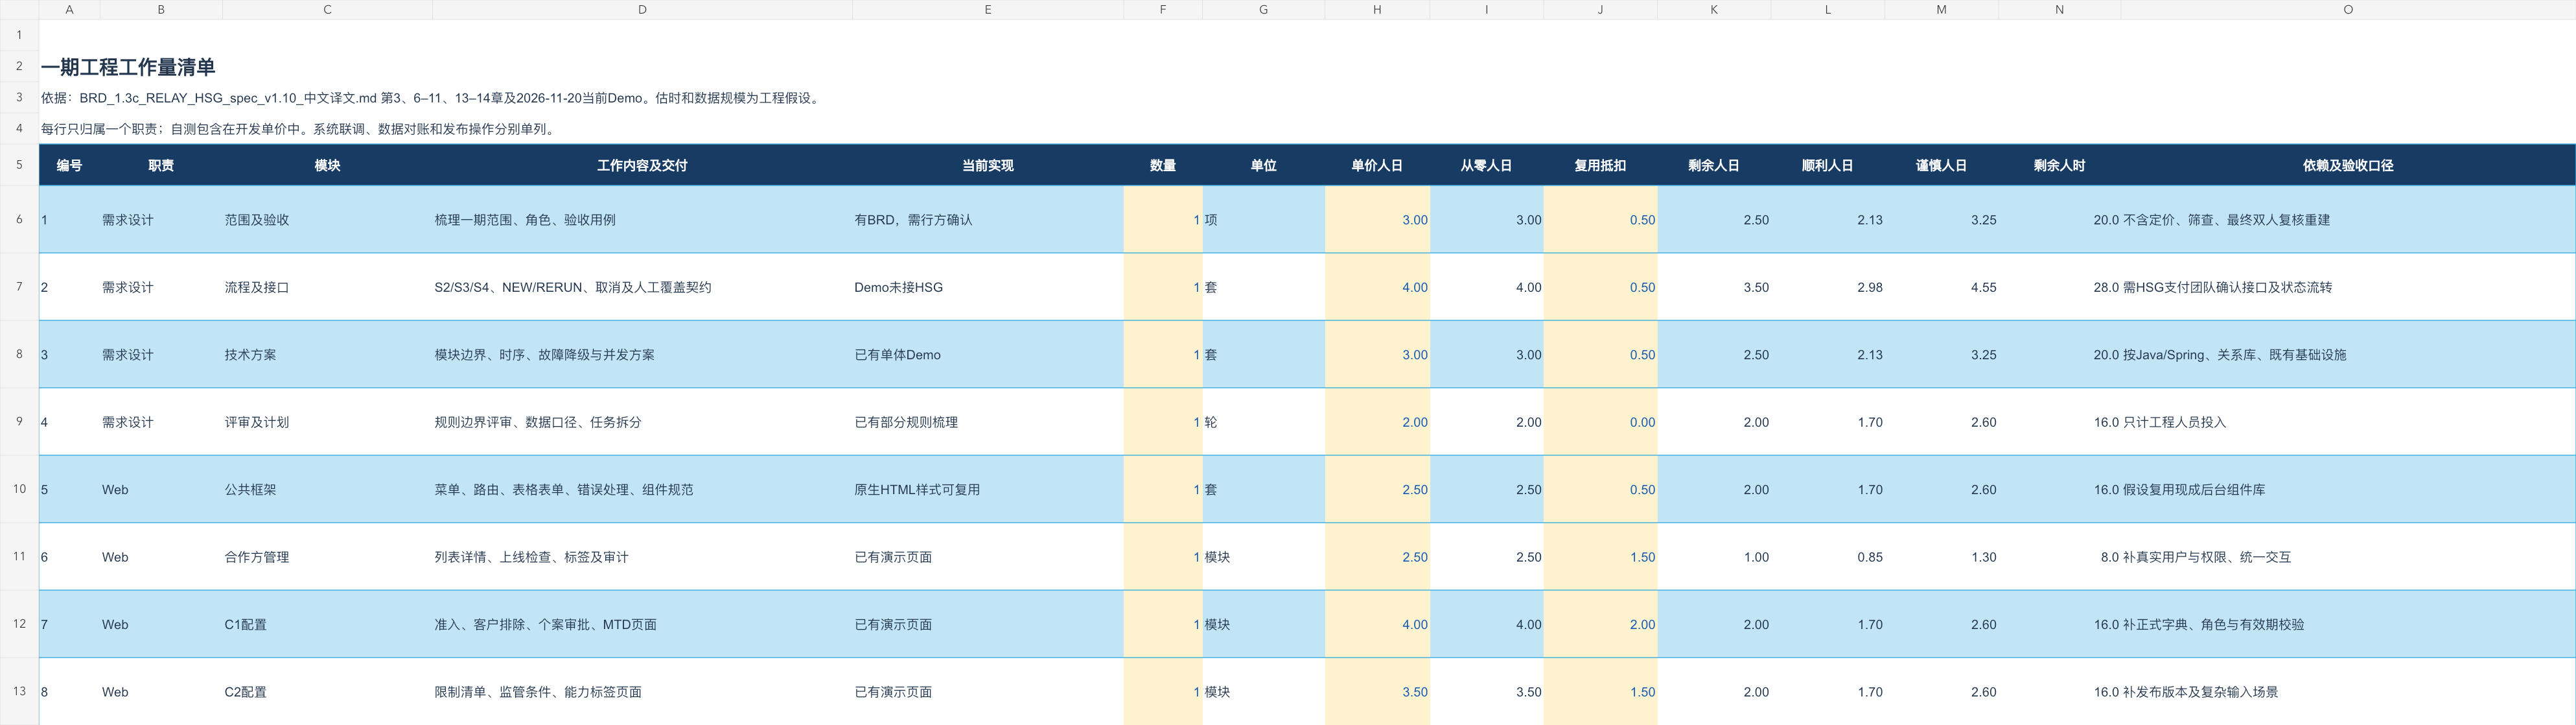 A B C D E F G H I J K L M N O
1
2 一期工程工作量清单
3 依据：BRD_1.3c_RELAY_HSG_spec_v1.10_中文译文.md 第3、6–11、13–14章及2026-11-20当前Demo。估时和数据规模为工程假设。
4 每行只归属一个职责；自测包含在开发单价中。系统联调、数据对账和发布操作分别单列。
5 编号 职责 模块 工作内容及交付 当前实现 数量 单位 单价人日 从零人日 复用抵扣 剩余人日 顺利人日 谨慎人日 剩余人时 依赖及验收口径
6 1 需求设计 范围及验收 梳理一期范围、角色、验收用例 有BRD，需行方确认 1 项 3.00 3.00 0.50 2.50 2.13 3.25 20.0 不含定价、筛查、最终双人复核重建
7 2 需求设计 流程及接口 S2/S3/S4、NEW/RERUN、取消及人工覆盖契约 Demo未接HSG 1 套 4.00 4.00 0.50 3.50 2.98 4.55 28.0 需HSG支付团队确认接口及状态流转
8 3 需求设计 技术方案 模块边界、时序、故障降级与并发方案 已有单体Demo 1 套 3.00 3.00 0.50 2.50 2.13 3.25 20.0 按Java/Spring、关系库、既有基础设施
9 4 需求设计 评审及计划 规则边界评审、数据口径、任务拆分 已有部分规则梳理 1 轮 2.00 2.00 0.00 2.00 1.70 2.60 16.0 只计工程人员投入
10 5 Web 公共框架 菜单、路由、表格表单、错误处理、组件规范 原生HTML样式可复用 1 套 2.50 2.50 0.50 2.00 1.70 2.60 16.0 假设复用现成后台组件库
11 6 Web 合作方管理 列表详情、上线检查、标签及审计 已有演示页面 1 模块 2.50 2.50 1.50 1.00 0.85 1.30 8.0 补真实用户与权限、统一交互
12 7 Web C1配置 准入、客户排除、个案审批、MTD页面 已有演示页面 1 模块 4.00 4.00 2.00 2.00 1.70 2.60 16.0 补正式字典、角色与有效期校验
13 8 Web C2配置 限制清单、监管条件、能力标签页面 已有演示页面 1 模块 3.50 3.50 1.50 2.00 1.70 2.60 16.0 补发布版本及复杂输入场景